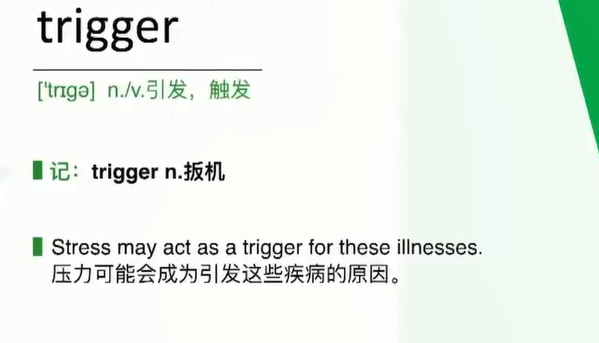 trigger
['trɪgə] n./v.引发，触发
记：trigger n.扳机
Stress may act as a trigger for these illnesses.
压力可能会成为引发这些疾病的原因。